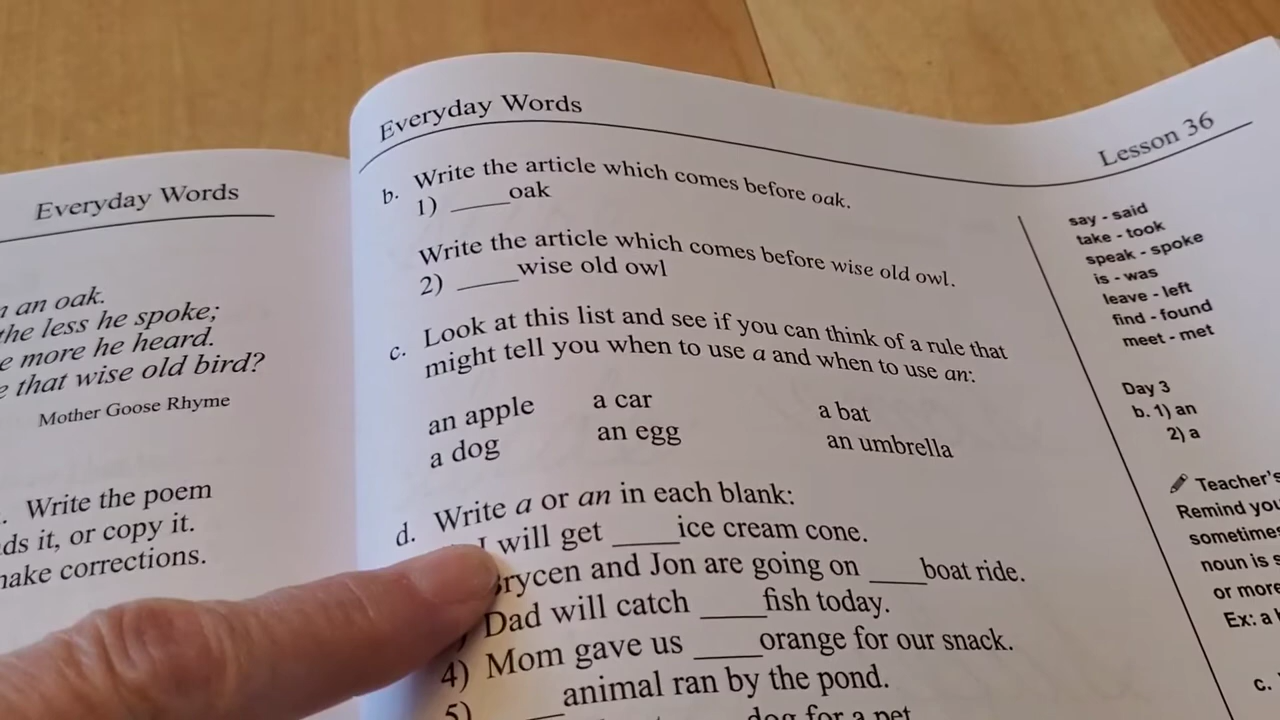 Everyday Words
n an oak.
the less he spoke;
e more he heard.
e that wise old bird?
Mother Goose Rhyme
. Write the poem
ds it, or copy it.
nake corrections.
Everyday Words
Lesson 36
b. Write the article which comes before oak.
1) _____oak
Write the article which comes before wise old owl.
2) _____wise old owl
c. Look at this list and see if you can think of a rule that
might tell you when to use a and when to use an:
an apple a car a bat
a dog an egg an umbrella
d. Write a or an in each blank:
I will get _____ice cream cone.
Brycen and Jon are going on ____boat ride.
) Dad will catch _____fish today.
4) Mom gave us _____orange for our snack.
5) _____animal ran by the pond.
dog for a pet
say - said
take - took
speak - spoke
is - was
leave - left
find - found
meet - met
Day 3
b. 1) an
2) a
Teacher's
Remind you
sometimes
noun is s
or more
Ex: a
c.